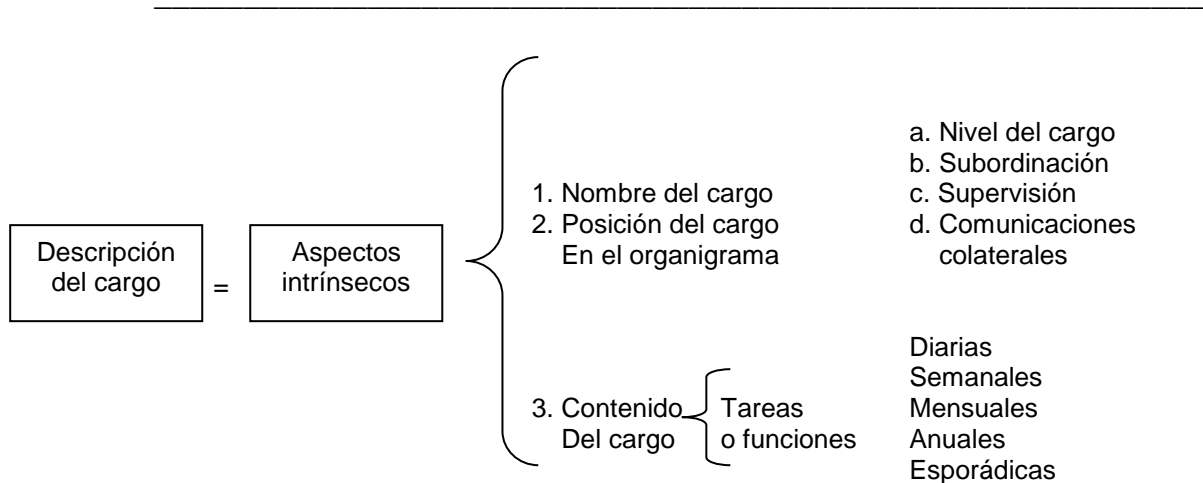 Descripción
del cargo
=
Aspectos
intrínsecos
1. Nombre del cargo
2. Posición del cargo
En el organigrama
a. Nivel del cargo
b. Subordinación
c. Supervisión
d. Comunicaciones
colaterales
3. Contenido
Del cargo
Tareas
o funciones
Diarias
Semanales
Mensuales
Anuales
Esporádicas